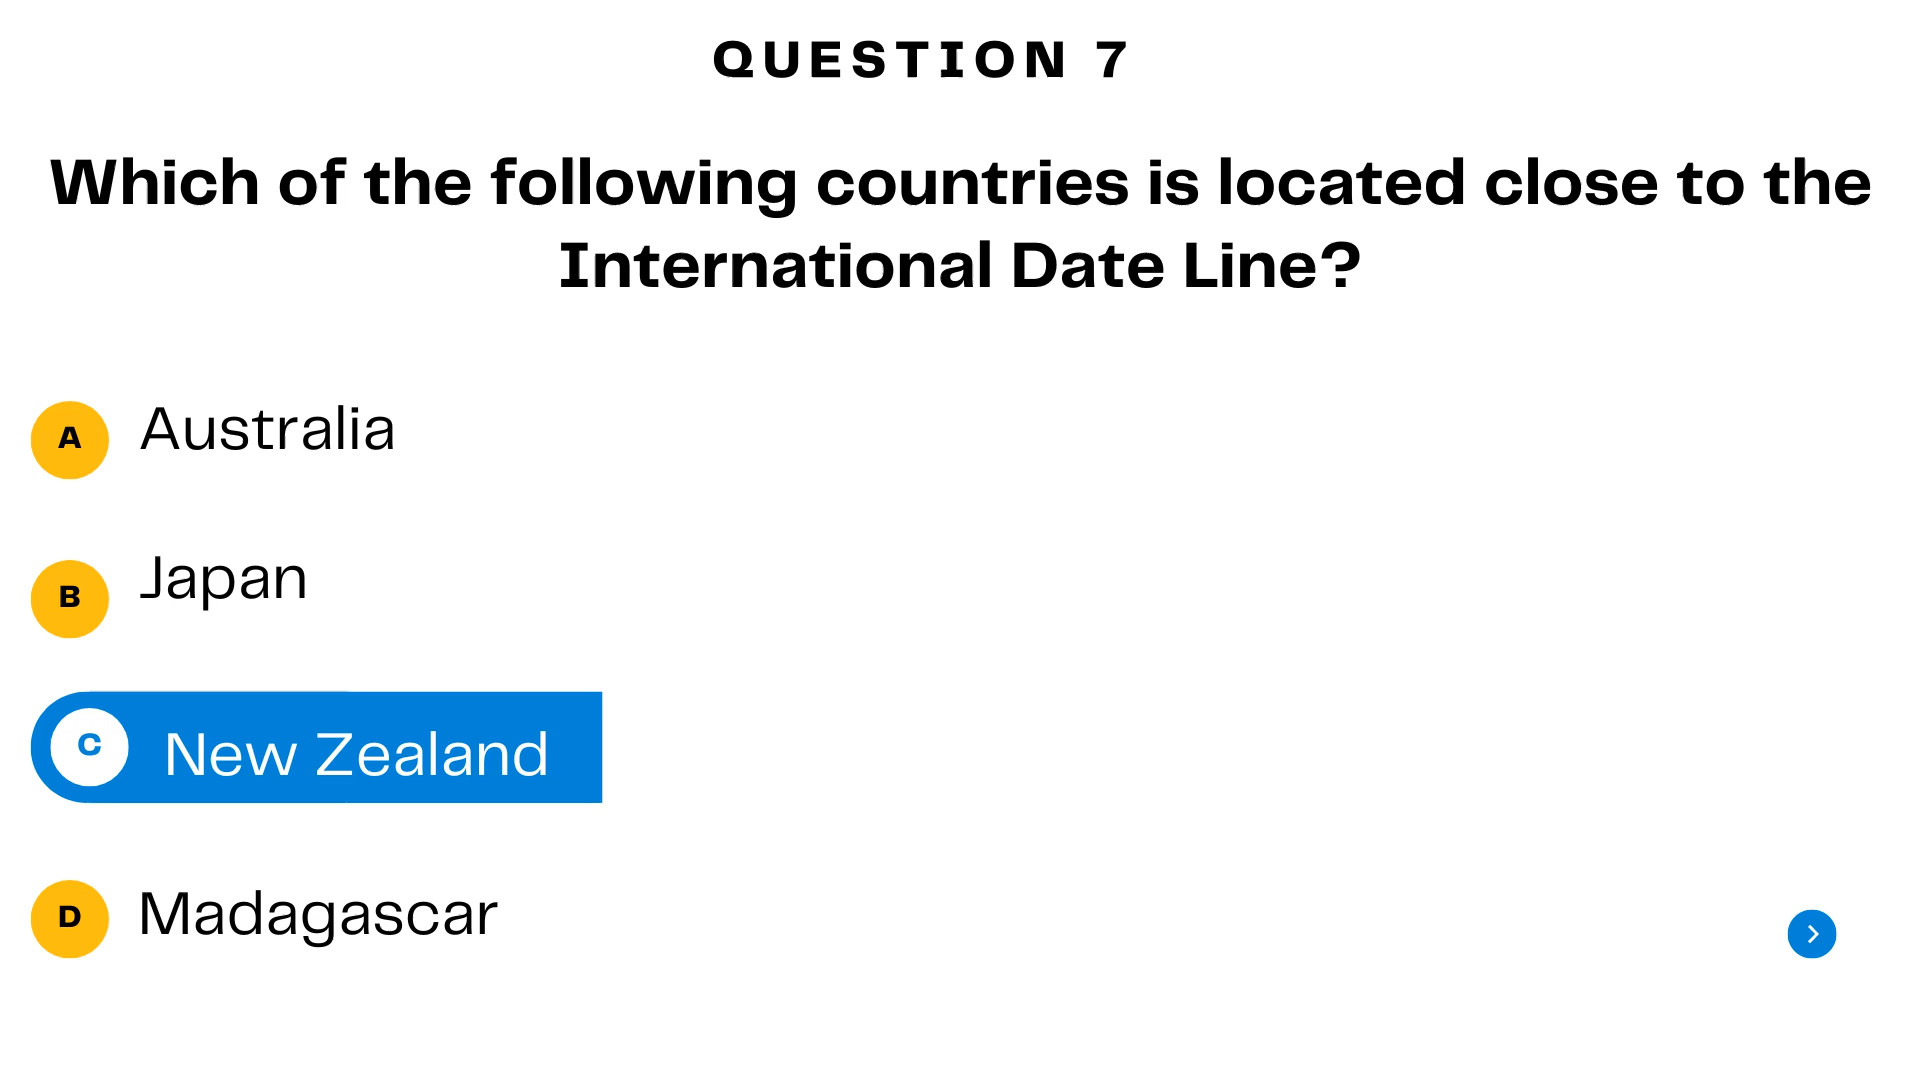 QUESTION 7
Which of the following countries is located close to the
International Date Line?
A Australia
B Japan
C New Zealand
D Madagascar